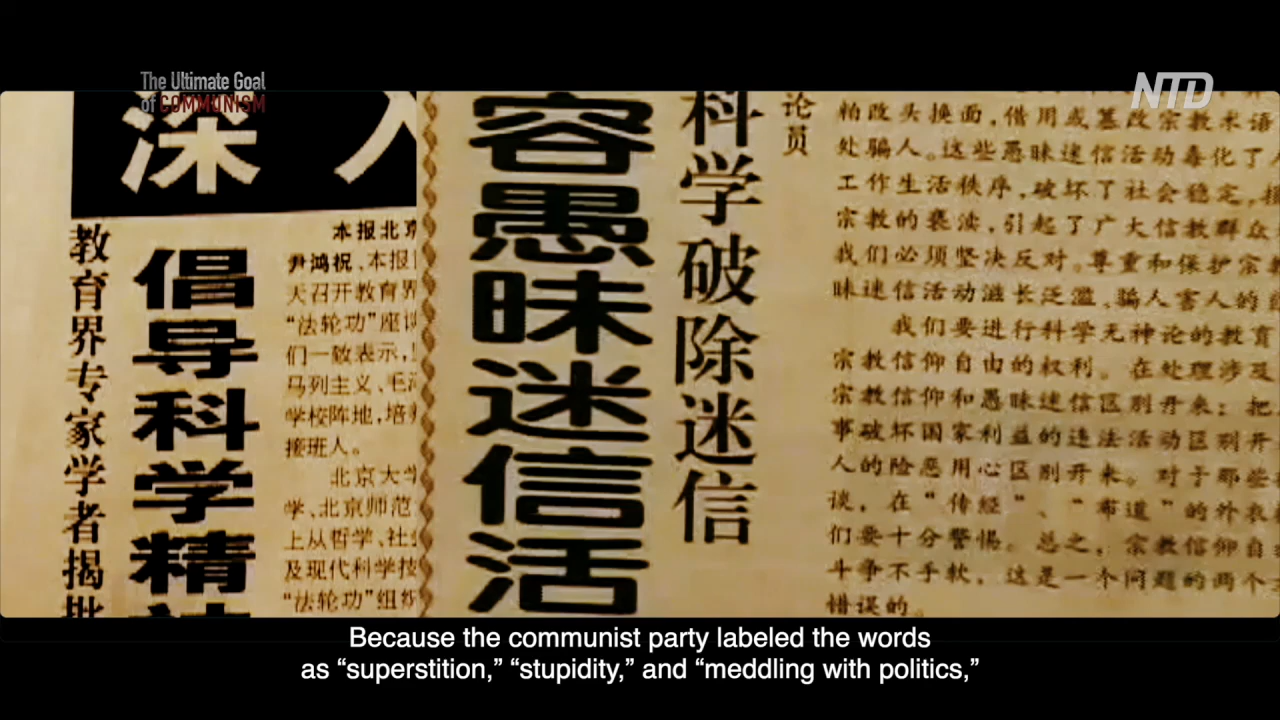 The Ultimate Goal
of COMMUNISM
NTD
深入
教育界专家学者揭批
倡导科学精
本报北京
尹鸿祝、本报
天召开教育界
“法轮功”座谈
们一致表示，
马列主义、毛泽
学校阵地，培养
接班人。
北京大学
学、北京师范
上从哲学、社会
及现代科学技
“法轮功”组织
容愚昧迷信活
科学破除迷信
论员
柏改头换面，借用或篡改宗教术语
处骗人。这些愚昧迷信活动毒化了
工作生活秩序，破坏了社会稳定，
宗教的亵渎，引起了广大信教群众
我们必须坚决反对。尊重和保护宗教
昧迷信活动滋长泛滥、骗人害人的
我们要进行科学无神论的教育
宗教信仰自由的权利。在处理涉及
宗教信仰和愚昧迷信区别开来；把
事破坏国家利益的违法活动区别开
人的险恶用心区别开来。对于那些
谈，在“传经”、“布道”的外衣
们要十分警惕。总之，宗教信仰自
斗争不手软，这是一个问题的两个
错误的。
Because the communist party labeled the words
as “superstition,” “stupidity,” and “meddling with politics,”